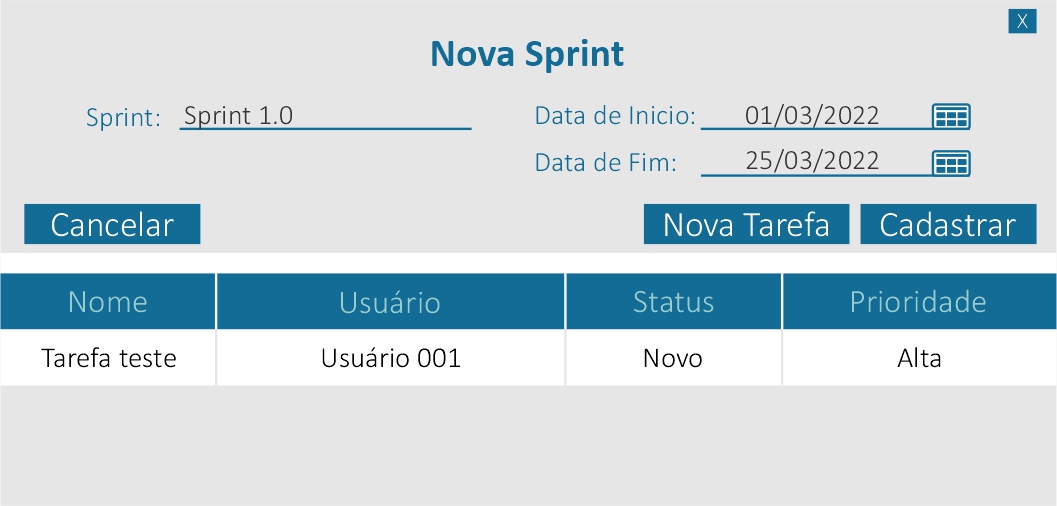 X
Nova Sprint
Sprint: Sprint 1.0 Data de Inicio: 01/03/2022
Data de Fim: 25/03/2022
Cancelar Nova Tarefa Cadastrar
Nome Usuário Status Prioridade
Tarefa teste Usuário 001 Novo Alta